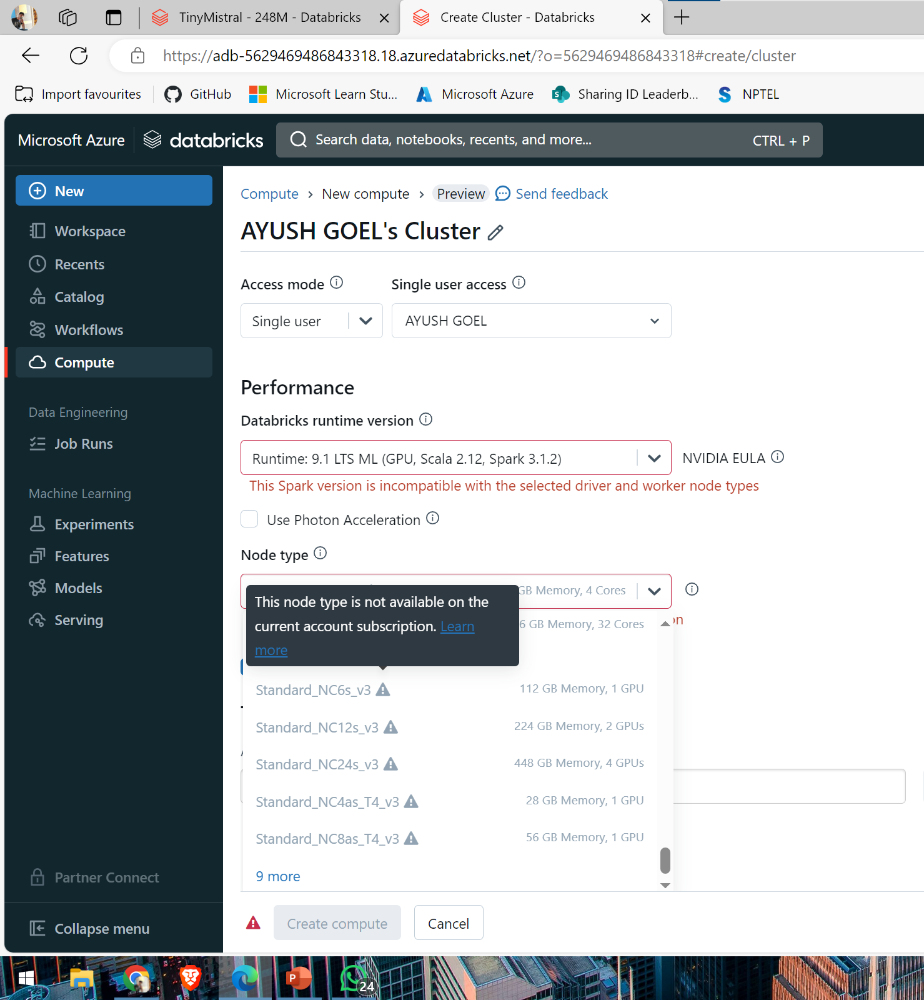 TinyMistral - 248M - Databricks
Create Cluster - Databricks
https://adb-5629469486843318.18.azuredatabricks.net/?o=5629469486843318#create/cluster
Import favourites
GitHub
Microsoft Learn Stu...
Microsoft Azure
Sharing ID Leaderb...
NPTEL
Microsoft Azure
databricks
Search data, notebooks, recents, and more...
CTRL + P
New
Workspace
Recents
Catalog
Workflows
Compute
Data Engineering
Job Runs
Machine Learning
Experiments
Features
Models
Serving
Partner Connect
Collapse menu
Compute > New compute > Preview Send feedback
AYUSH GOEL's Cluster
Access mode
Single user access
Single user
AYUSH GOEL
Performance
Databricks runtime version
Runtime: 9.1 LTS ML (GPU, Scala 2.12, Spark 3.1.2)
NVIDIA EULA
This Spark version is incompatible with the selected driver and worker node types
Use Photon Acceleration
Node type
GB Memory, 4 Cores
This node type is not available on the
current account subscription. Learn
more
6 GB Memory, 32 Cores
Standard_NC6s_v3
112 GB Memory, 1 GPU
Standard_NC12s_v3
224 GB Memory, 2 GPUs
Standard_NC24s_v3
448 GB Memory, 4 GPUs
Standard_NC4as_T4_v3
28 GB Memory, 1 GPU
Standard_NC8as_T4_v3
56 GB Memory, 1 GPU
9 more
Create compute
Cancel
24